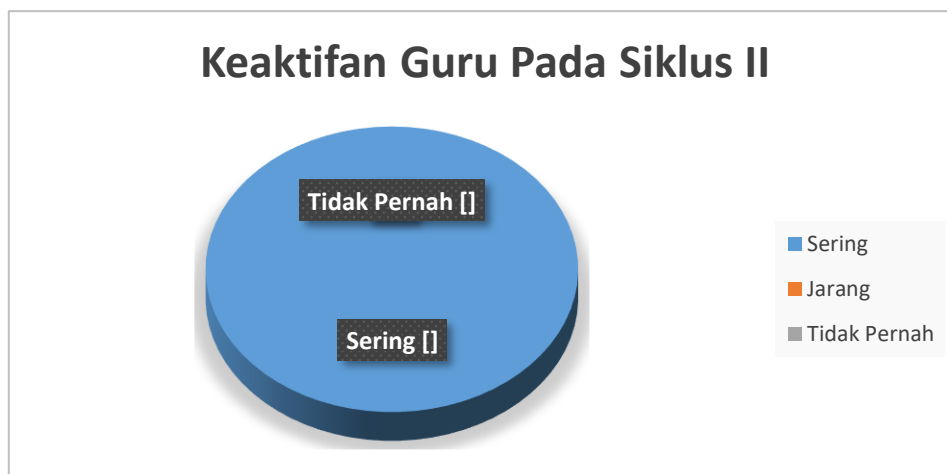 Keaktifan Guru Pada Siklus II
Tidak Pernah []
Sering []
Sering
Jarang
Tidak Pernah